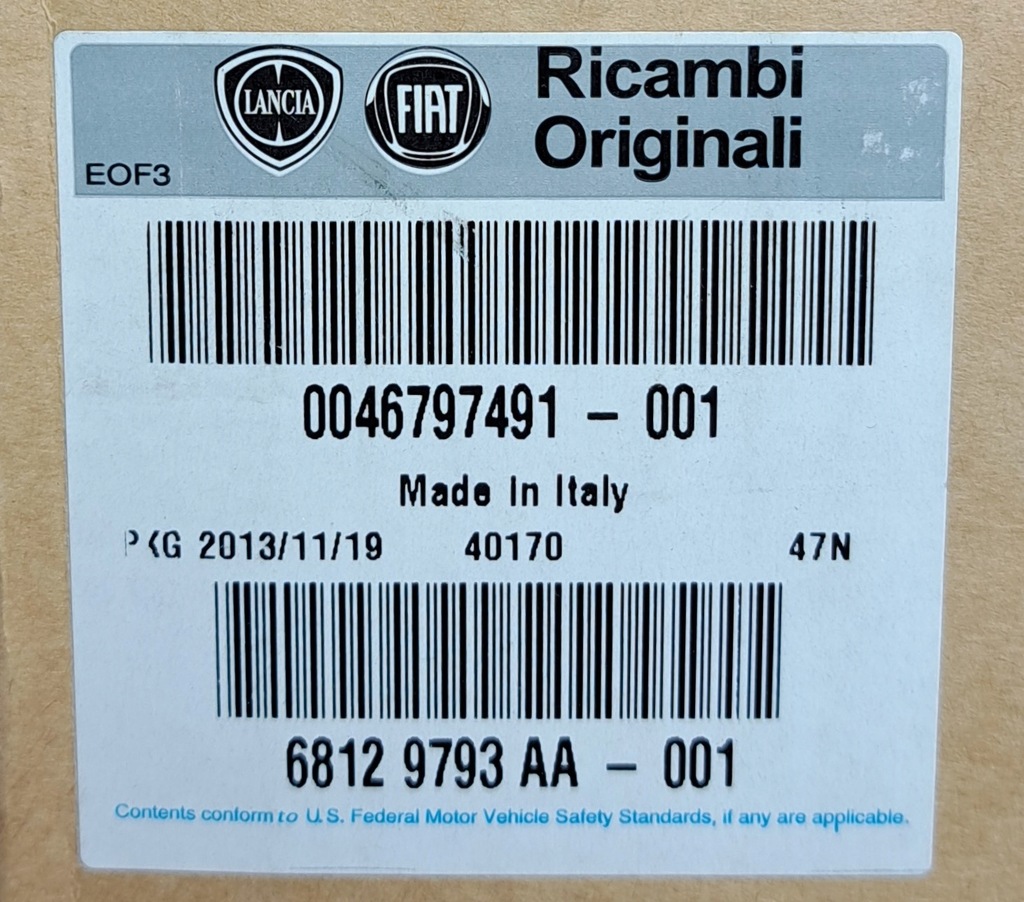 LANCIA FIAT Ricambi
Originali
EOF3
0046797491 – 001
Made In Italy
PKG 2013/11/19 40170 47N
6812 9793 AA – 001
Contents conform to U.S. Federal Motor Vehicle Safety Standards, if any are applicable.